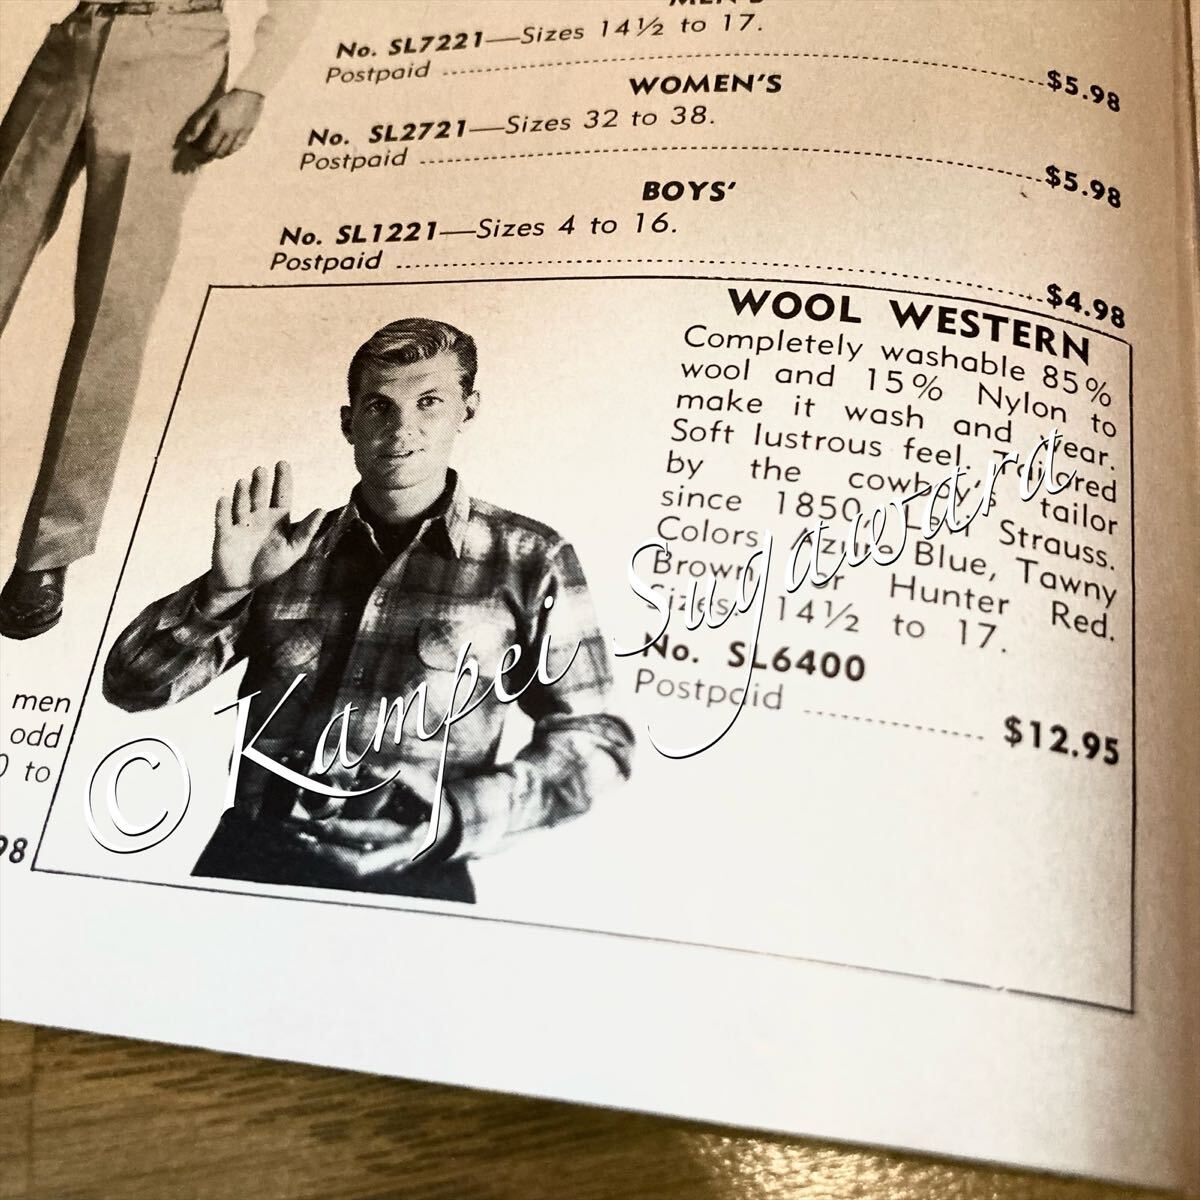 MEN'S
No. SL7221—Sizes 14½ to 17.
Postpaid ........ $5.98
WOMEN'S
No. SL2721—Sizes 32 to 38.
Postpaid ........ $5.98
BOYS'
No. SL1221—Sizes 4 to 16.
Postpaid ........ $4.98
WOOL WESTERN
Completely washable 85%
wool and 15% Nylon to
make it wash and wear.
Soft lustrous feel. Tailored
by the cowboy's tailor
since 1850, Strauss.
Colors, Azure Blue, Tawny
Brown, or Hunter Red.
Sizes 14½ to 17.
No. SL6400
Postpaid ........ $12.95
men
odd
0 to
98
© Kampei Sugawara